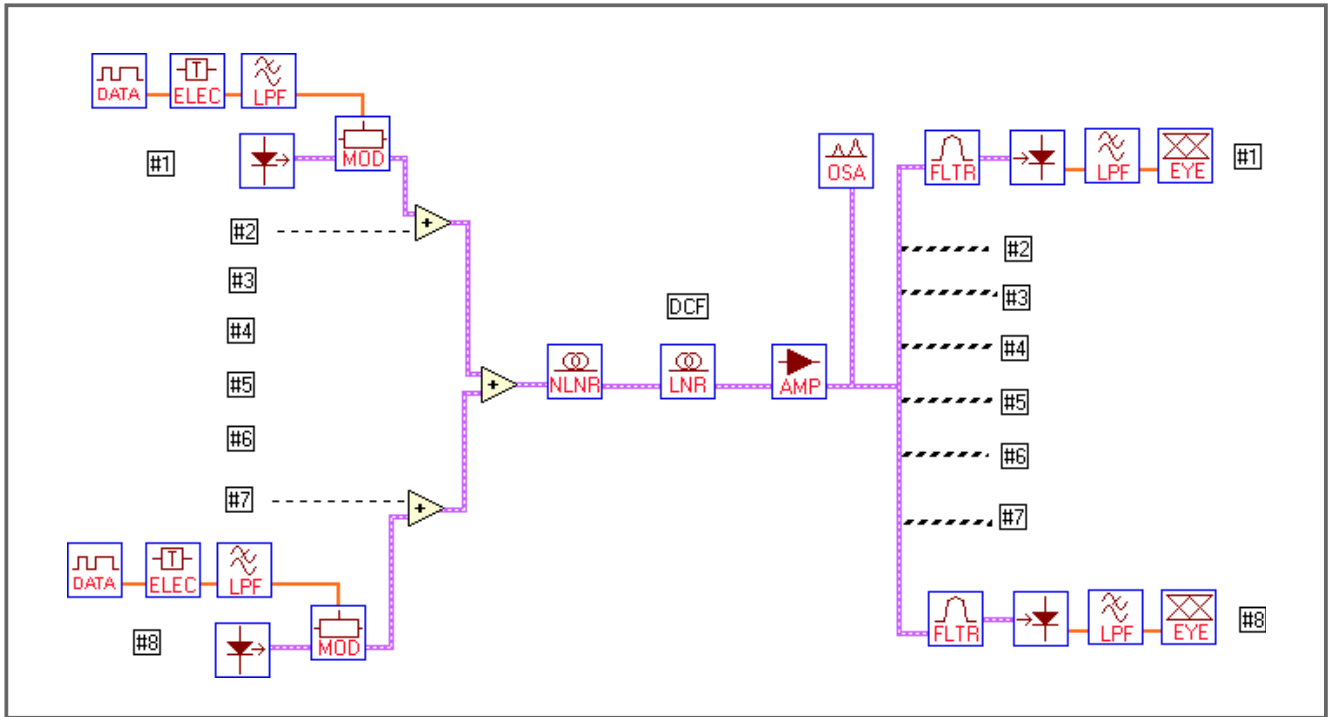 DATA ELEC LPF
#1 MOD
#2
#3
#4
#5
#6
#7
DATA ELEC LPF
#8 MOD
DCF
NLNR LNR AMP
OSA
FLTR LPF EYE #1
#2
#3
#4
#5
#6
#7
FLTR LPF EYE #8